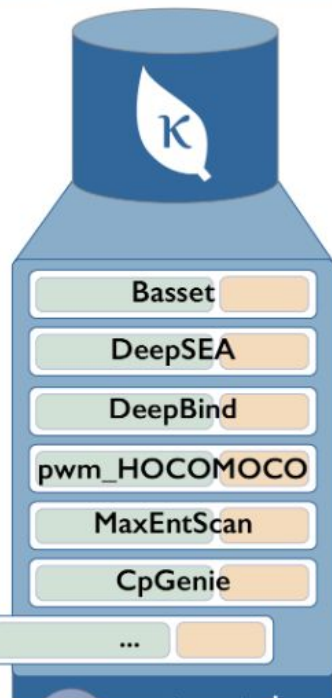 K
Basset
DeepSEA
DeepBind
pwm_HOCOMOCO
MaxEntScan
CpGenie
...